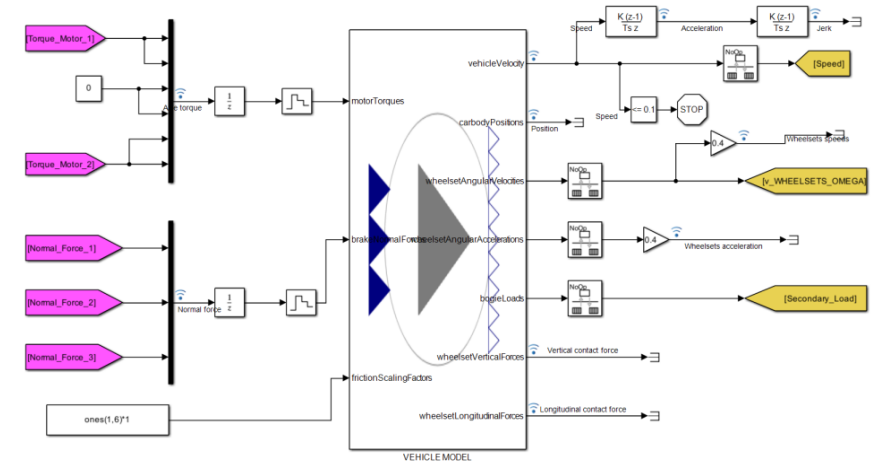 [Torque_Motor_1]
0
Axle torque
1
z
[Torque_Motor_2]
[Normal_Force_1]
[Normal_Force_2]
Normal force
1
z
[Normal_Force_3]
ones(1,6)*1
motorTorques
frictionScalingFactors
vehicleVelocity
carbodyPositions
wheelsetAngularVelocities
wheelsetAngularAccelerations
bogieLoads
wheelsetVerticalForces
wheelsetLongitudinalForces
VEHICLE MODEL
Speed
K (z-1)
Ts z
Acceleration
K (z-1)
Ts z
Jerk
NoOp
[Speed]
Speed
<= 0.1
STOP
Position
0.4
Wheelsets speeds
NoOp
[v_WHEELSETS_OMEGA]
NoOp
0.4
Wheelsets acceleration
NoOp
[Secondary_Load]
Vertical contact force
Longitudinal contact force